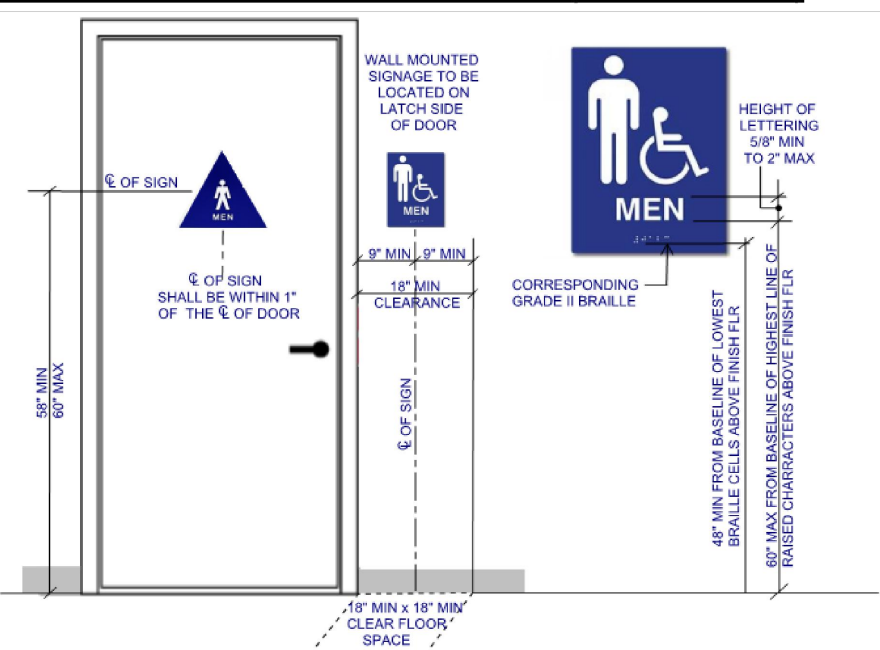 WALL MOUNTED
SIGNAGE TO BE
LOCATED ON
LATCH SIDE
OF DOOR
℄ OF SIGN
MEN
℄ OF SIGN
SHALL BE WITHIN 1"
OF THE ℄ OF DOOR
58" MIN
60" MAX
MEN
9" MIN
9" MIN
18" MIN
CLEARANCE
℄ OF SIGN
18" MIN x 18" MIN
CLEAR FLOOR
SPACE
MEN
HEIGHT OF
LETTERING
5/8" MIN
TO 2" MAX
CORRESPONDING
GRADE II BRAILLE
48" MIN FROM BASELINE OF LOWEST
BRAILLE CELLS ABOVE FINISH FLR
60" MAX FROM BASELINE OF HIGHEST LINE OF
RAISED CHARRACTERS ABOVE FINISH FLR